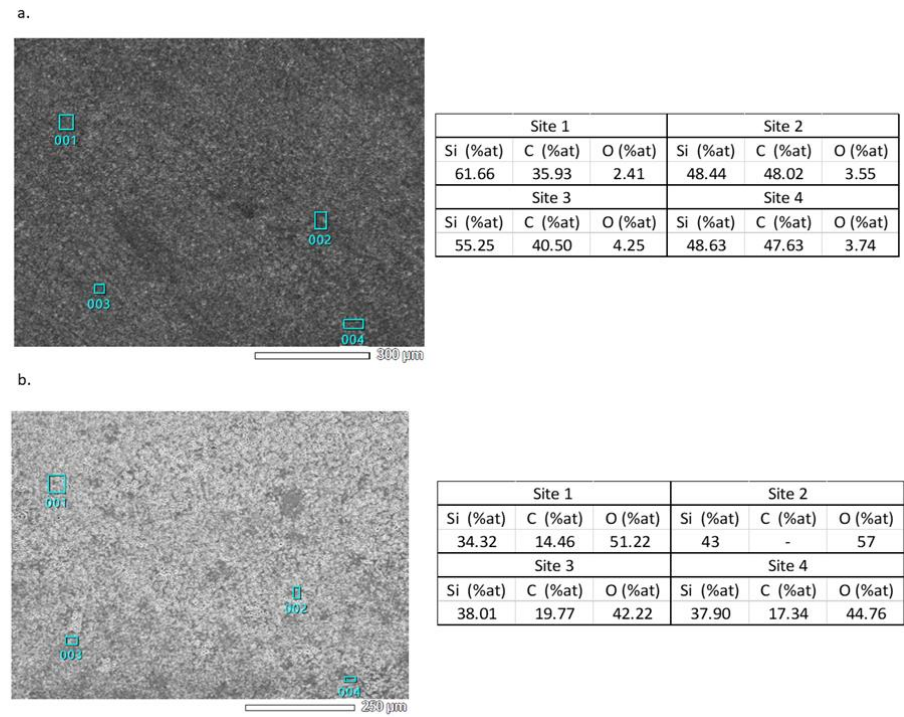 a.
001
002
003
004
300 μm
Site 1 Site 2
Si (%at) C (%at) O (%at) Si (%at) C (%at) O (%at)
61.66 35.93 2.41 48.44 48.02 3.55
Site 3 Site 4
Si (%at) C (%at) O (%at) Si (%at) C (%at) O (%at)
55.25 40.50 4.25 48.63 47.63 3.74
b.
001
002
003
004
250 μm
Site 1 Site 2
Si (%at) C (%at) O (%at) Si (%at) C (%at) O (%at)
34.32 14.46 51.22 43 - 57
Site 3 Site 4
Si (%at) C (%at) O (%at) Si (%at) C (%at) O (%at)
38.01 19.77 42.22 37.90 17.34 44.76